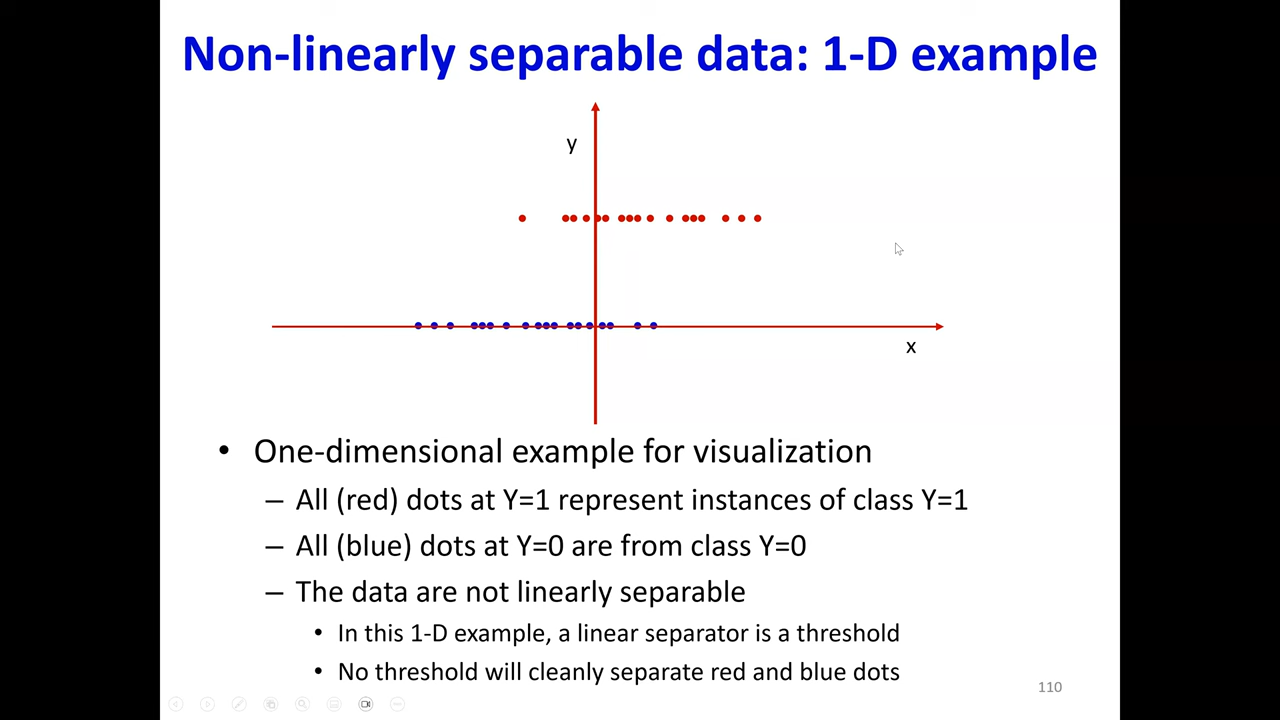 Non-linearly separable data: 1-D example
y
x
• One-dimensional example for visualization
– All (red) dots at Y=1 represent instances of class Y=1
– All (blue) dots at Y=0 are from class Y=0
– The data are not linearly separable
• In this 1-D example, a linear separator is a threshold
• No threshold will cleanly separate red and blue dots
110